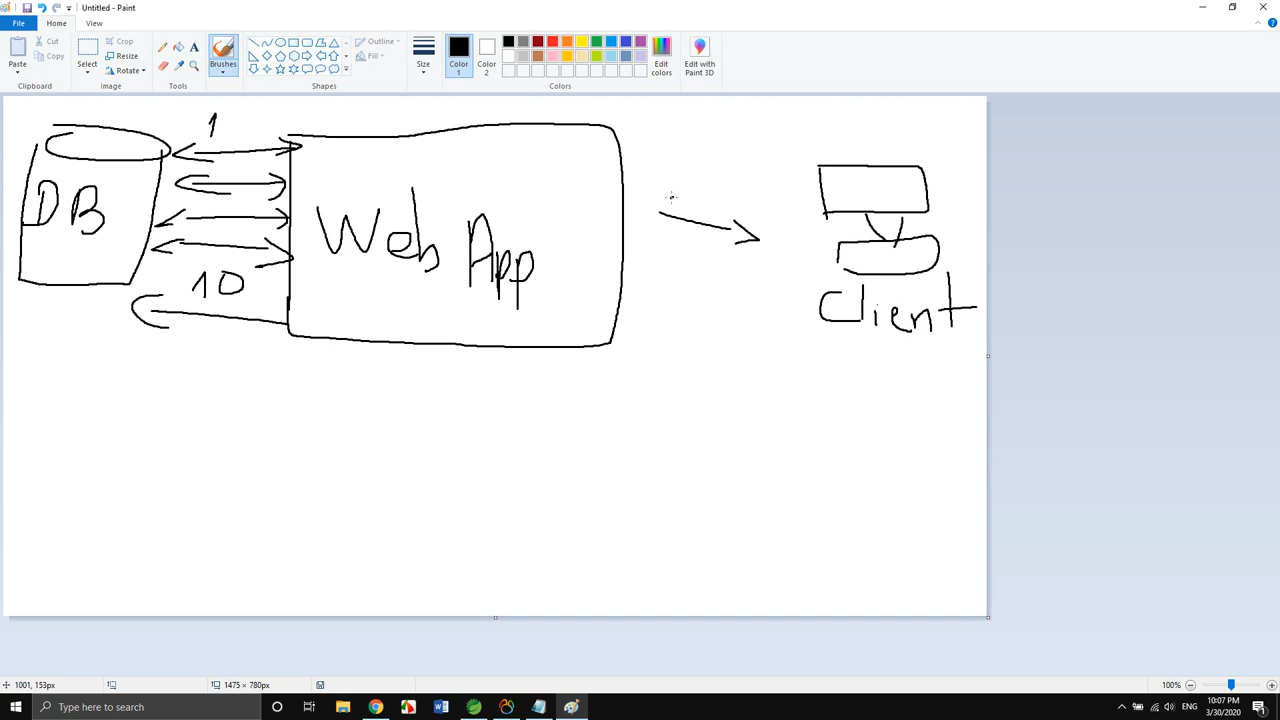 Untitled - Paint
File
Home
View
Paste
Cut
Copy
Clipboard
Select
Crop
Resize
Rotate
Image
Tools
Brushes
Shapes
Outline
Fill
Size
Color 1
Color 2
Edit colors
Colors
Edit with Paint 3D
1
DB
Web App
10
Client
1001, 153px
1475 × 780px
100%
Type here to search
ENG
10:07 PM
3/30/2020